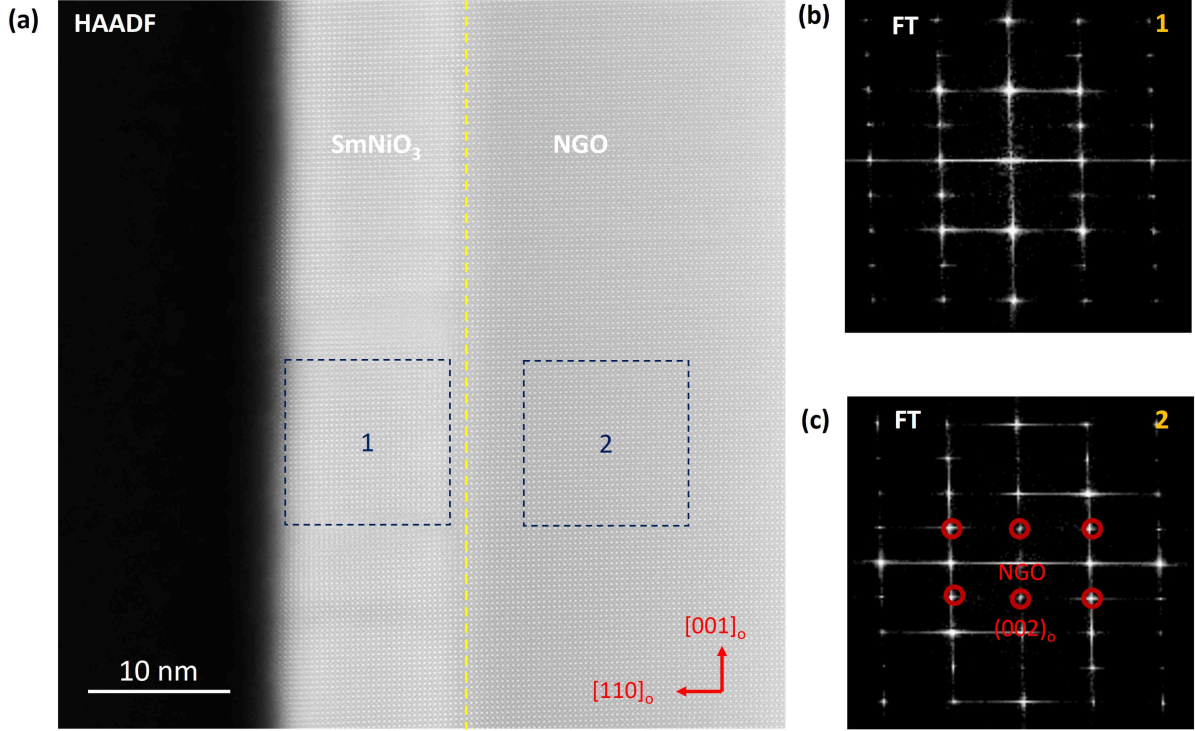 (a)
HAADF
SmNiO₃
NGO
1
2
[001]ₒ
[110]ₒ
10 nm
(b)
FT
1
(c)
FT
2
NGO
(002)ₒ